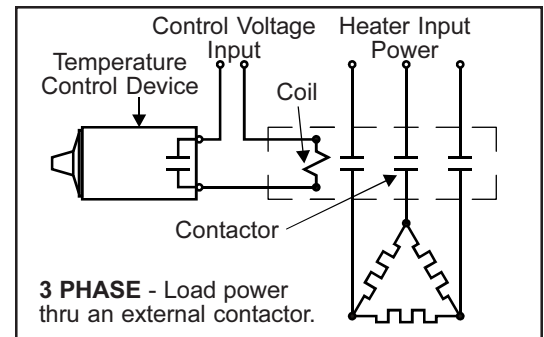 Control Voltage
Input
Heater Input
Power
Temperature
Control Device
Coil
Contactor
3 PHASE - Load power
thru an external contactor.